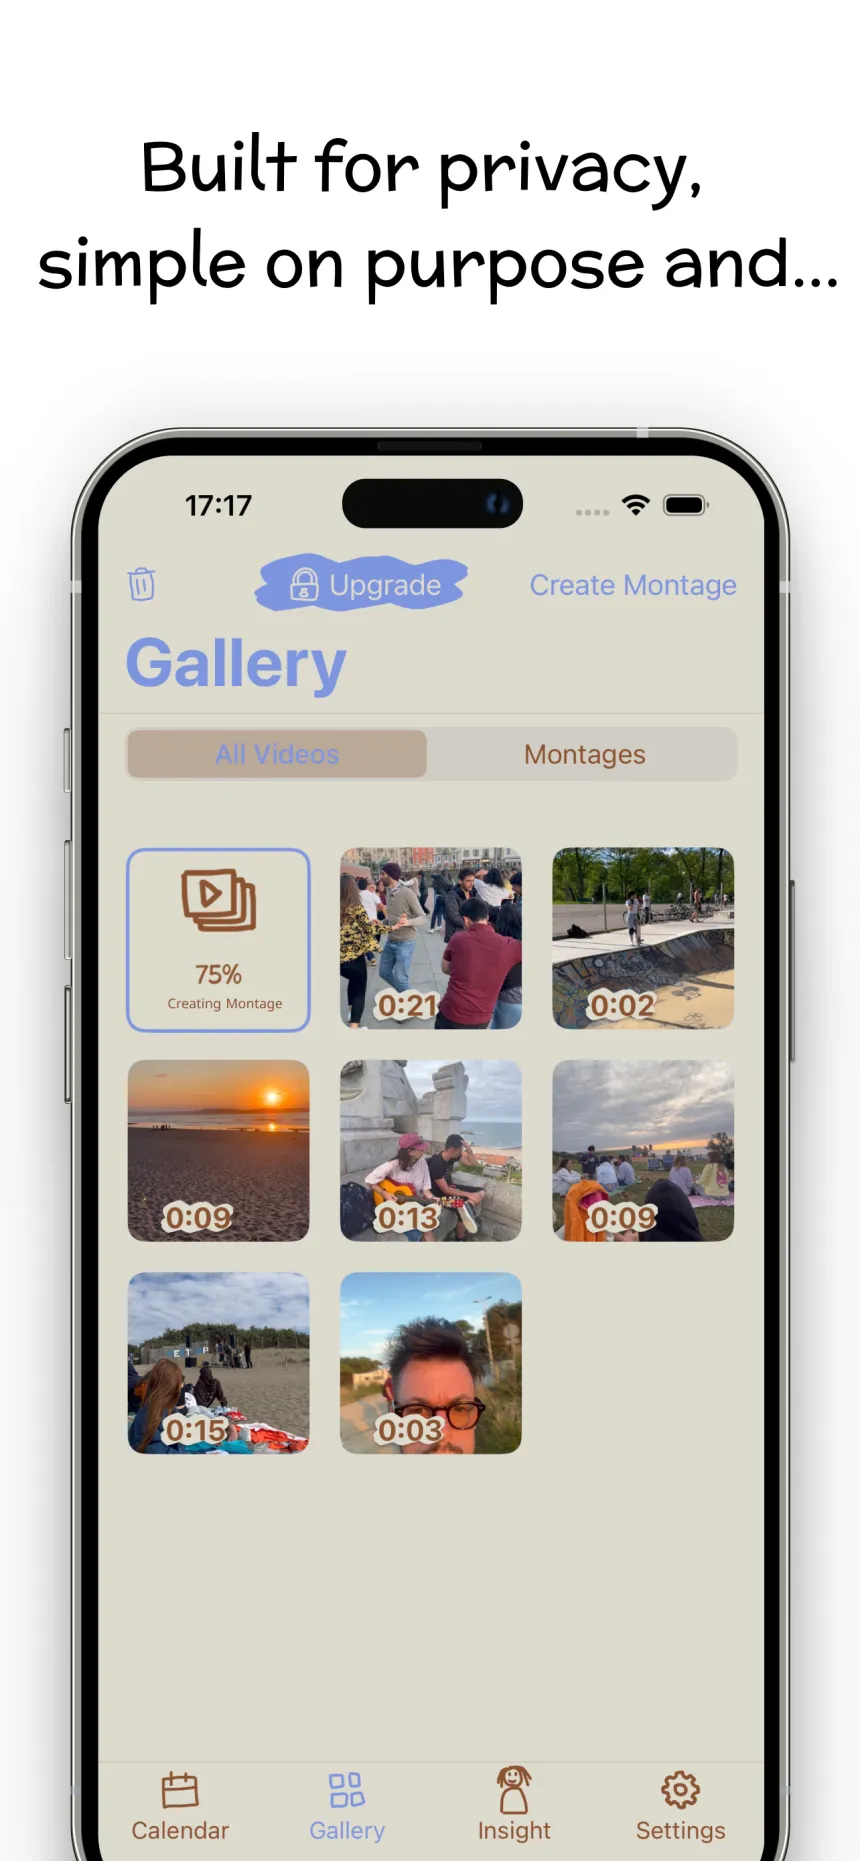 Built for privacy,
simple on purpose and...
17:17
Upgrade
Create Montage
Gallery
All Videos
Montages
75%
Creating Montage
0:21
0:02
0:09
0:13
0:09
E T P
0:15
0:03
Calendar
Gallery
Insight
Settings